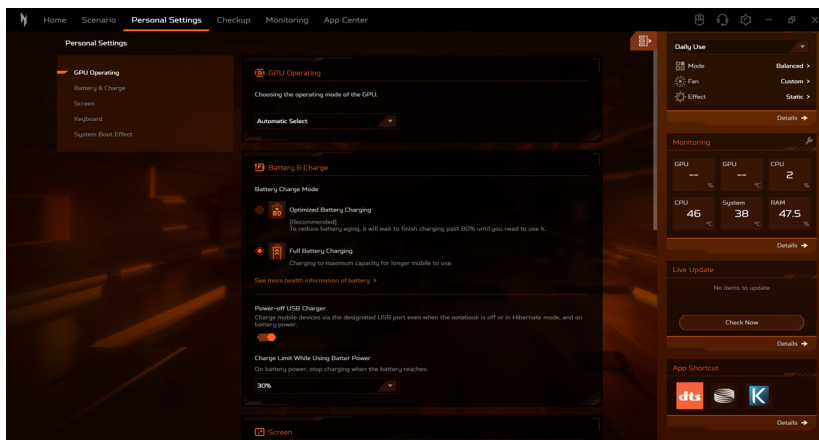 Home Scenario Personal Settings Checkup Monitoring App Center
Personal Settings
GPU Operating
Battery & Charge
Screen
Keyboard
System Boot Effect
GPU Operating
Choosing the operating mode of the GPU.
Automatic Select
Battery & Charge
Battery Charge Mode
80
Optimized Battery Charging
[Recommended]
To reduce battery aging, it will wait to finish charging past 80% until you need to use it.
Full Battery Charging
Charging to maximum capacity for longer mobile to use.
See more health information of battery >
Power-off USB Charger
Charge mobile devices via the designated USB port even when the notebook is off or in Hibernate mode, and on
battery power.
Charge Limit While Using Batter Power
On battery power, stop charging when the battery reaches:
30%
Screen
Daily Use
Mode Balanced >
Fan Custom >
Effect Static >
Details
Monitoring
GPU GPU CPU
-- -- 2
% °C %
CPU System RAM
46 38 47.5
°C °C %
Details
Live Update
No items to update
Check Now
Details
App Shortcut
dts K
Details